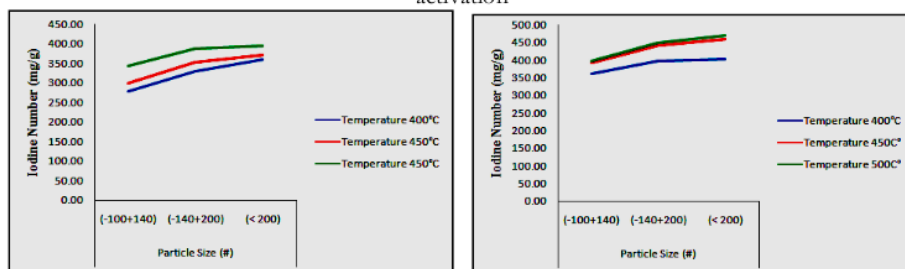 activation
450.00
400.00
350.00
300.00
250.00
200.00
150.00
100.00
50.00
0.00
Iodine Number (mg/g)
(-100+140) (-140+200) (< 200)
Particle Size (#)
Temperature 400°C
Temperature 450°C
Temperature 450°C
500.00
450.00
400.00
350.00
300.00
250.00
200.00
150.00
100.00
50.00
0.00
Iodine Number (mg/g)
(-100+140) (-140+200) (< 200)
Particle Size (#)
Temperature 400°C
Temperature 450C°
Temperature 500C°